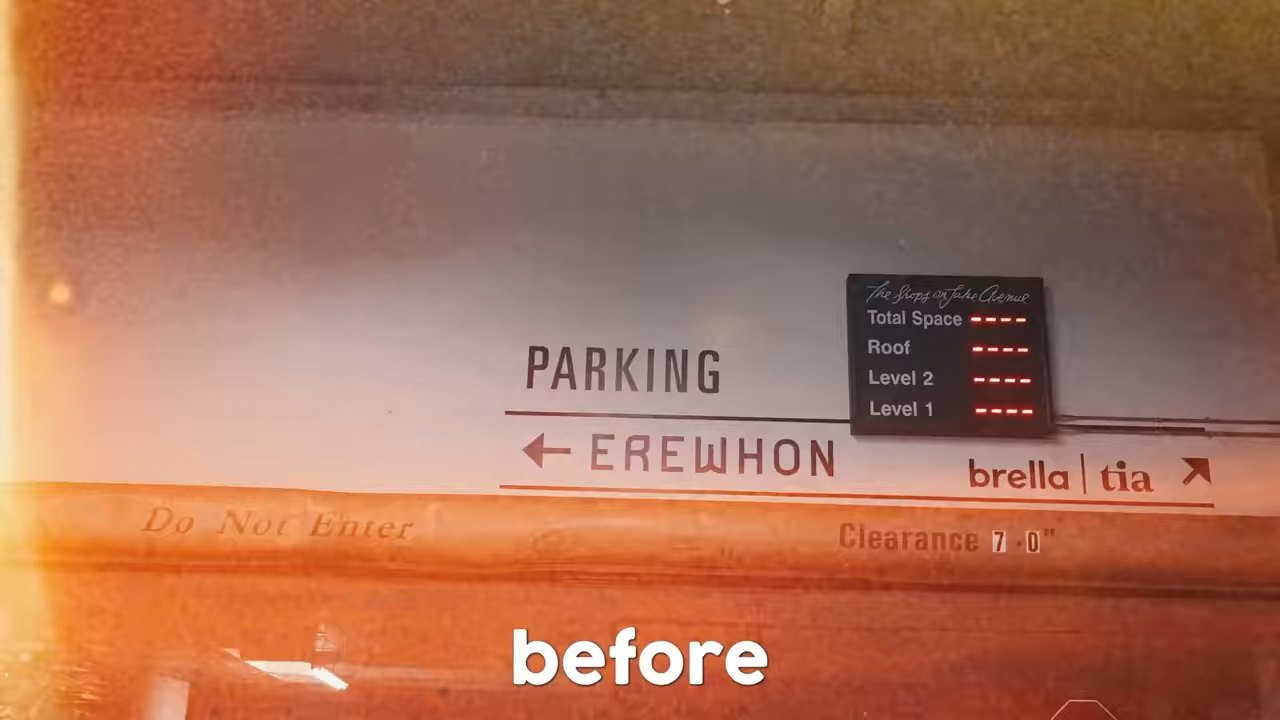 The Shops on Lake Avenue
Total Space ----
Roof ----
Level 2 ----
Level 1 ----
PARKING
← EREWHON
brella | tia ↗
Do Not Enter
Clearance 7.0"
before